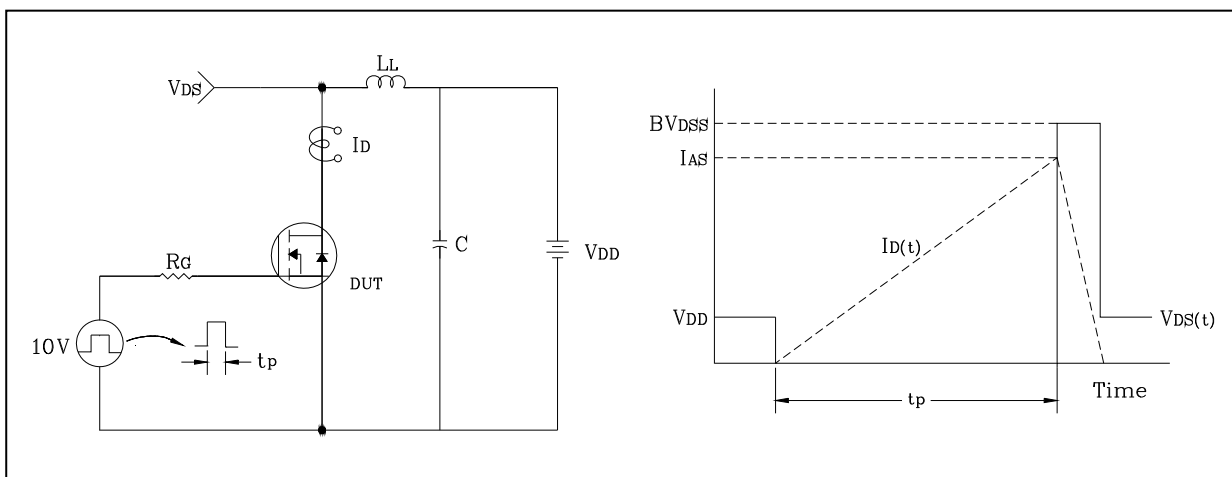 LL
VDS
ID
C
VDD
RG
DUT
10V
tp
BVDSS
IAS
ID(t)
VDD
VDS(t)
Time
tp